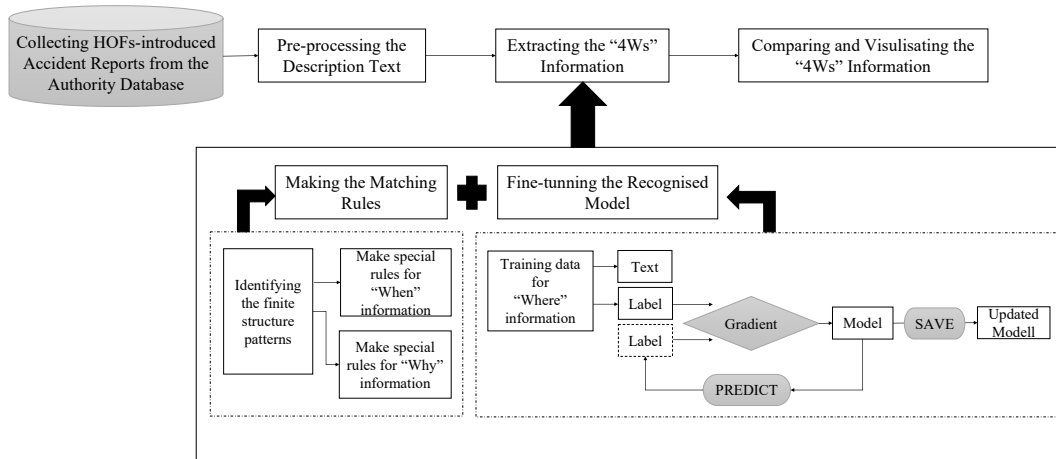 Collecting HOFs-introduced
Accident Reports from the
Authority Database
Pre-processing the
Description Text
Extracting the “4Ws”
Information
Comparing and Visulisating the
“4Ws” Information
Making the Matching
Rules
Fine-tunning the Recognised
Model
Identifying
the finite
structure
patterns
Make special
rules for
“When”
information
Make special
rules for “Why”
information
Training data
for
“Where”
information
Text
Label
Label
Gradient
Model
SAVE
Updated
Modell
PREDICT